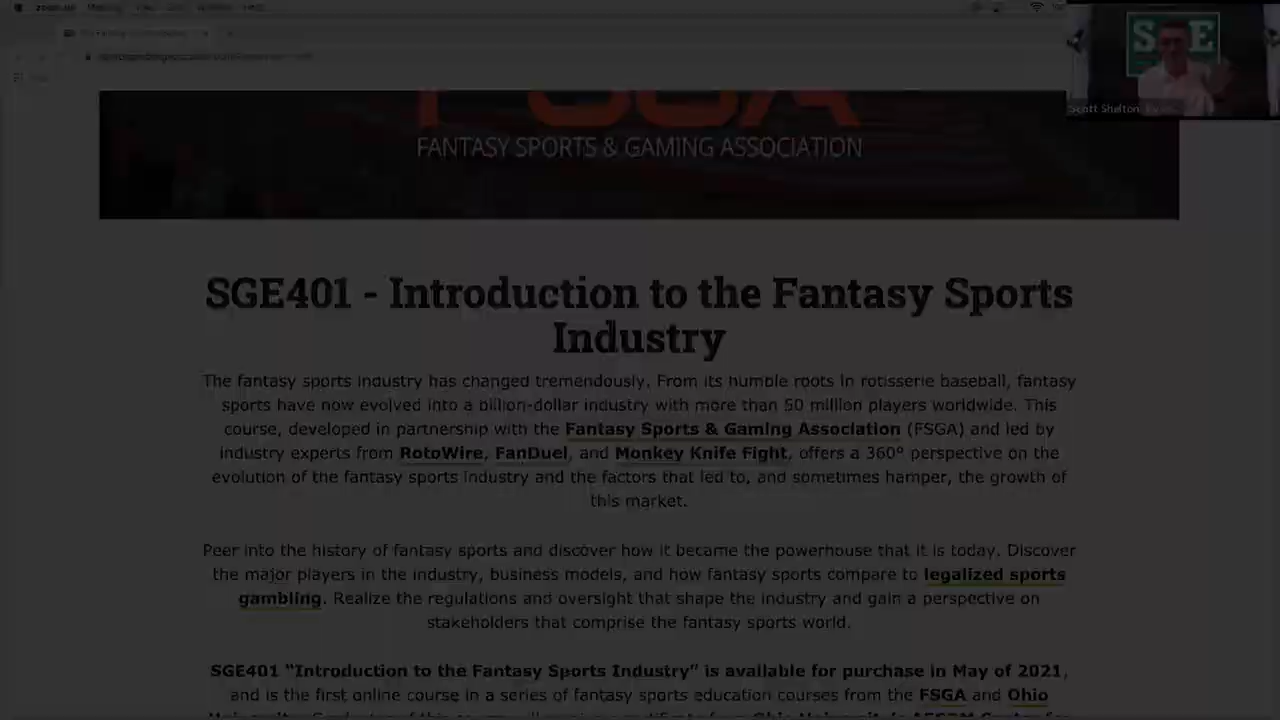 zoom.us
SGE
Scott Shelton
FSGA
FANTASY SPORTS & GAMING ASSOCIATION
SGE401 - Introduction to the Fantasy Sports
Industry
The fantasy sports industry has changed tremendously. From its humble roots in rotisserie baseball, fantasy
sports have now evolved into a billion-dollar industry with more than 50 million players worldwide. This
course, developed in partnership with the Fantasy Sports & Gaming Association (FSGA) and led by
industry experts from RotoWire, FanDuel, and Monkey Knife Fight, offers a 360° perspective on the
evolution of the fantasy sports industry and the factors that led to, and sometimes hamper, the growth of
this market.
Peer into the history of fantasy sports and discover how it became the powerhouse that it is today. Discover
the major players in the industry, business models, and how fantasy sports compare to legalized sports
gambling. Realize the regulations and oversight that shape the industry and gain a perspective on
stakeholders that comprise the fantasy sports world.
SGE401 “Introduction to the Fantasy Sports Industry” is available for purchase in May of 2021,
and is the first online course in a series of fantasy sports education courses from the FSGA and Ohio